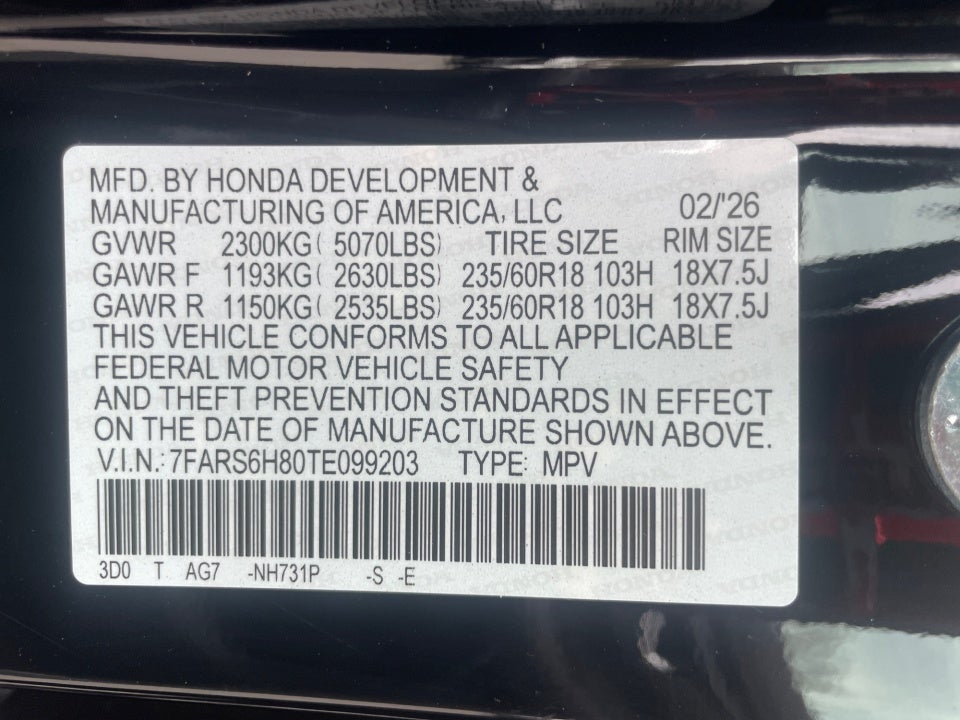 MFD. BY HONDA DEVELOPMENT &
MANUFACTURING OF AMERICA, LLC 02/'26
GVWR 2300KG( 5070LBS) TIRE SIZE RIM SIZE
GAWR F 1193KG( 2630LBS) 235/60R18 103H 18X7.5J
GAWR R 1150KG( 2535LBS) 235/60R18 103H 18X7.5J
THIS VEHICLE CONFORMS TO ALL APPLICABLE
FEDERAL MOTOR VEHICLE SAFETY
AND THEFT PREVENTION STANDARDS IN EFFECT
ON THE DATE OF MANUFACTURE SHOWN ABOVE.
V.I.N.: 7FARS6H80TE099203 TYPE: MPV
3D0 T AG7 -NH731P -S -E